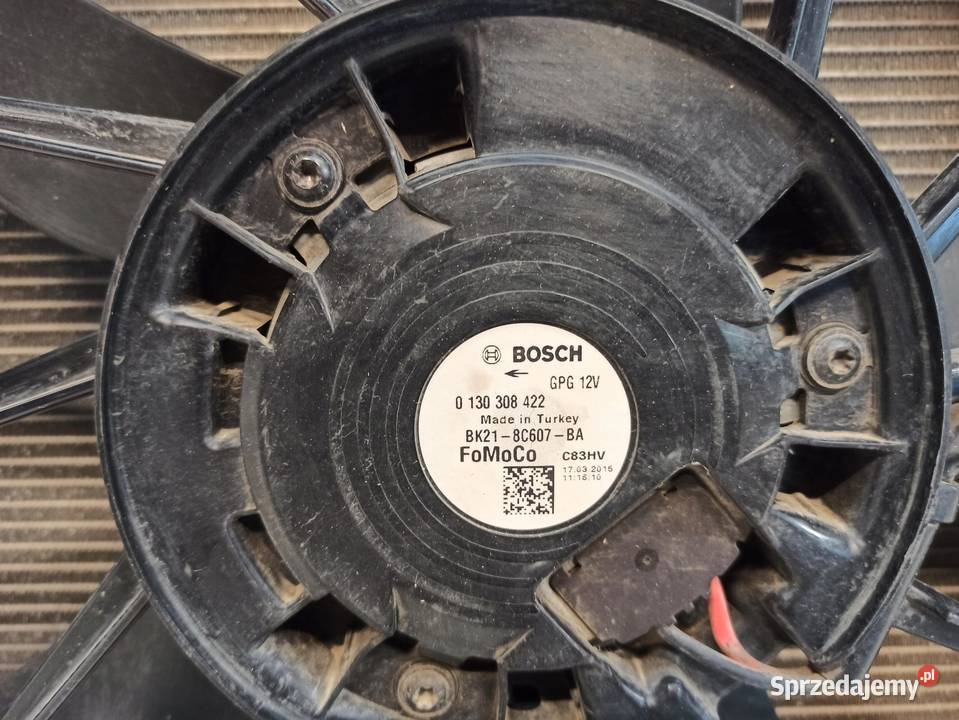 BOSCH
GPG 12V
0 130 308 422
Made in Turkey
BK21-8C607-BA
FoMoCo C83HV
17.03.2015
11:16:10
Sprzedajemy.pl